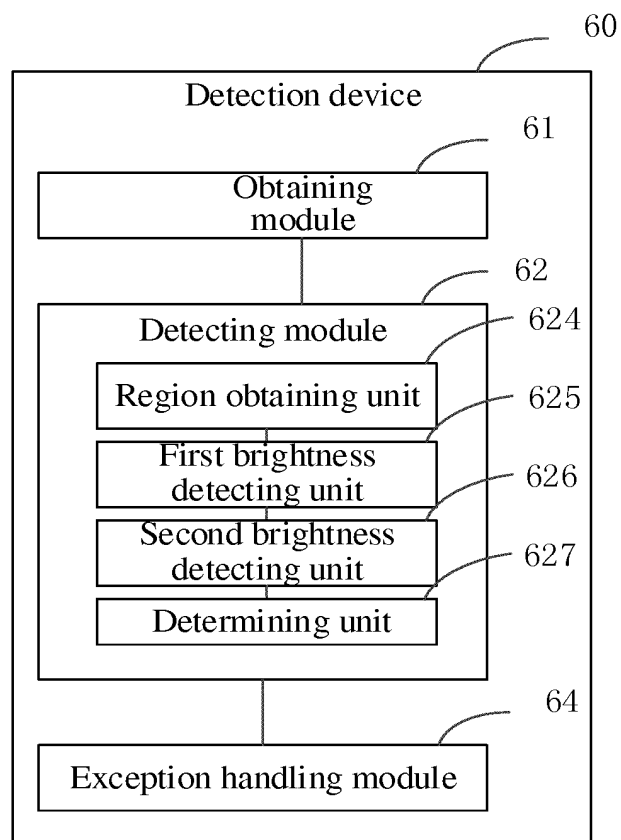 60
Detection device
61
Obtaining
module
62
Detecting module
624
Region obtaining unit
625
First brightness
detecting unit
626
Second brightness
detecting unit
627
Determining unit
64
Exception handling module